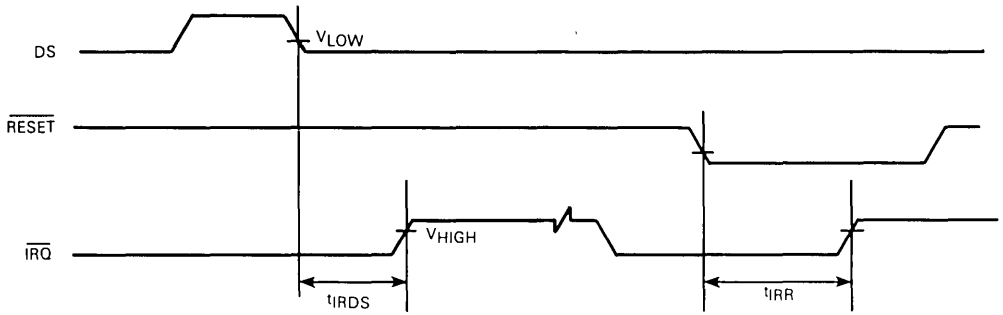 DS
VLOW
RESET
IRQ
VHIGH
tIRDS
tIRR